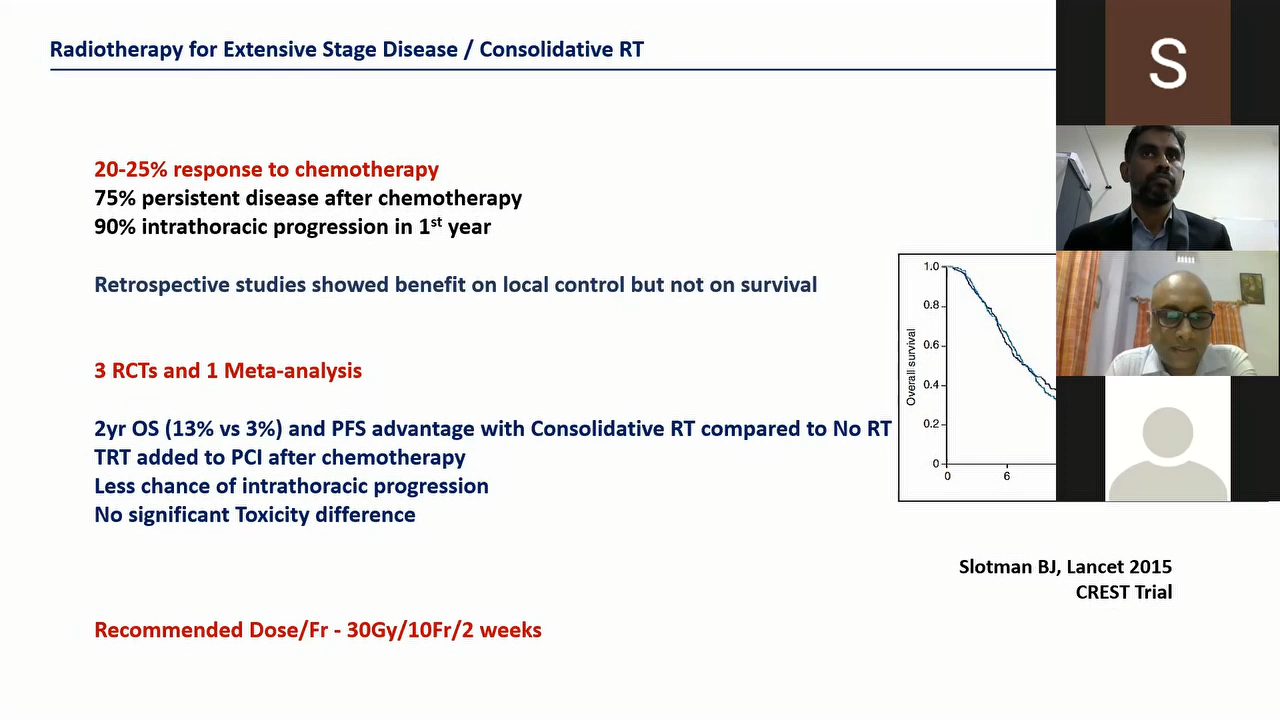 Radiotherapy for Extensive Stage Disease / Consolidative RT
S
20-25% response to chemotherapy
75% persistent disease after chemotherapy
90% intrathoracic progression in 1st year
Retrospective studies showed benefit on local control but not on survival
3 RCTs and 1 Meta-analysis
2yr OS (13% vs 3%) and PFS advantage with Consolidative RT compared to No RT
TRT added to PCI after chemotherapy
Less chance of intrathoracic progression
No significant Toxicity difference
Overall survival
1.0
0.8
0.6
0.4
0.2
0
0 6
Slotman BJ, Lancet 2015
CREST Trial
Recommended Dose/Fr - 30Gy/10Fr/2 weeks